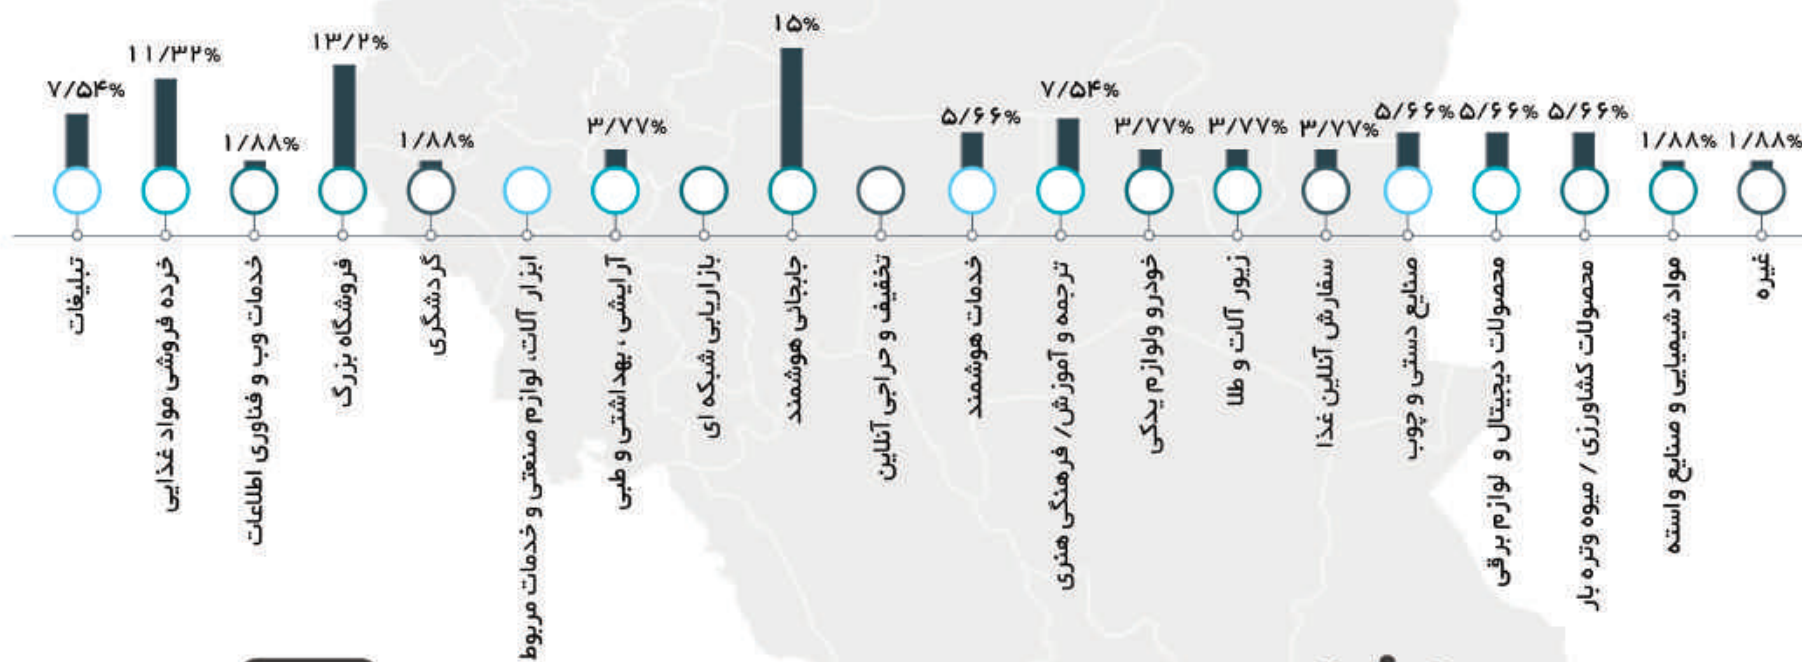 ۷/۵۴%
۱۱/۳۲%
۱/۸۸%
۱۳/۲%
۱/۸۸%
۳/۷۷%
۱۵%
۵/۶۶%
۷/۵۴%
۳/۷۷%
۳/۷۷%
۳/۷۷%
۵/۶۶%
۵/۶۶%
۵/۶۶%
۱/۸۸%
۱/۸۸%
تبلیغات
خرده فروشی مواد غذایی
خدمات وب و فناوری اطلاعات
فروشگاه بزرگ
گردشگری
ابزار آلات، لوازم صنعتی و خدمات مربوط
آرایشی، بهداشتی و طبی
بازاریابی شبکه ای
جابجائی هوشمند
تخفیف و حراجی آنلاین
خدمات هوشمند
ترجمه و آموزش/ فرهنگی هنری
خودرو ولوازم یدکی
زیور آلات و طلا
سفارش آنلاین غذا
صنایع دستی و چوب
محصولات دیجیتال و لوازم برقی
محصولات کشاورزی / میوه وتره بار
مواد شیمیایی و صنایع وابسته
غیره